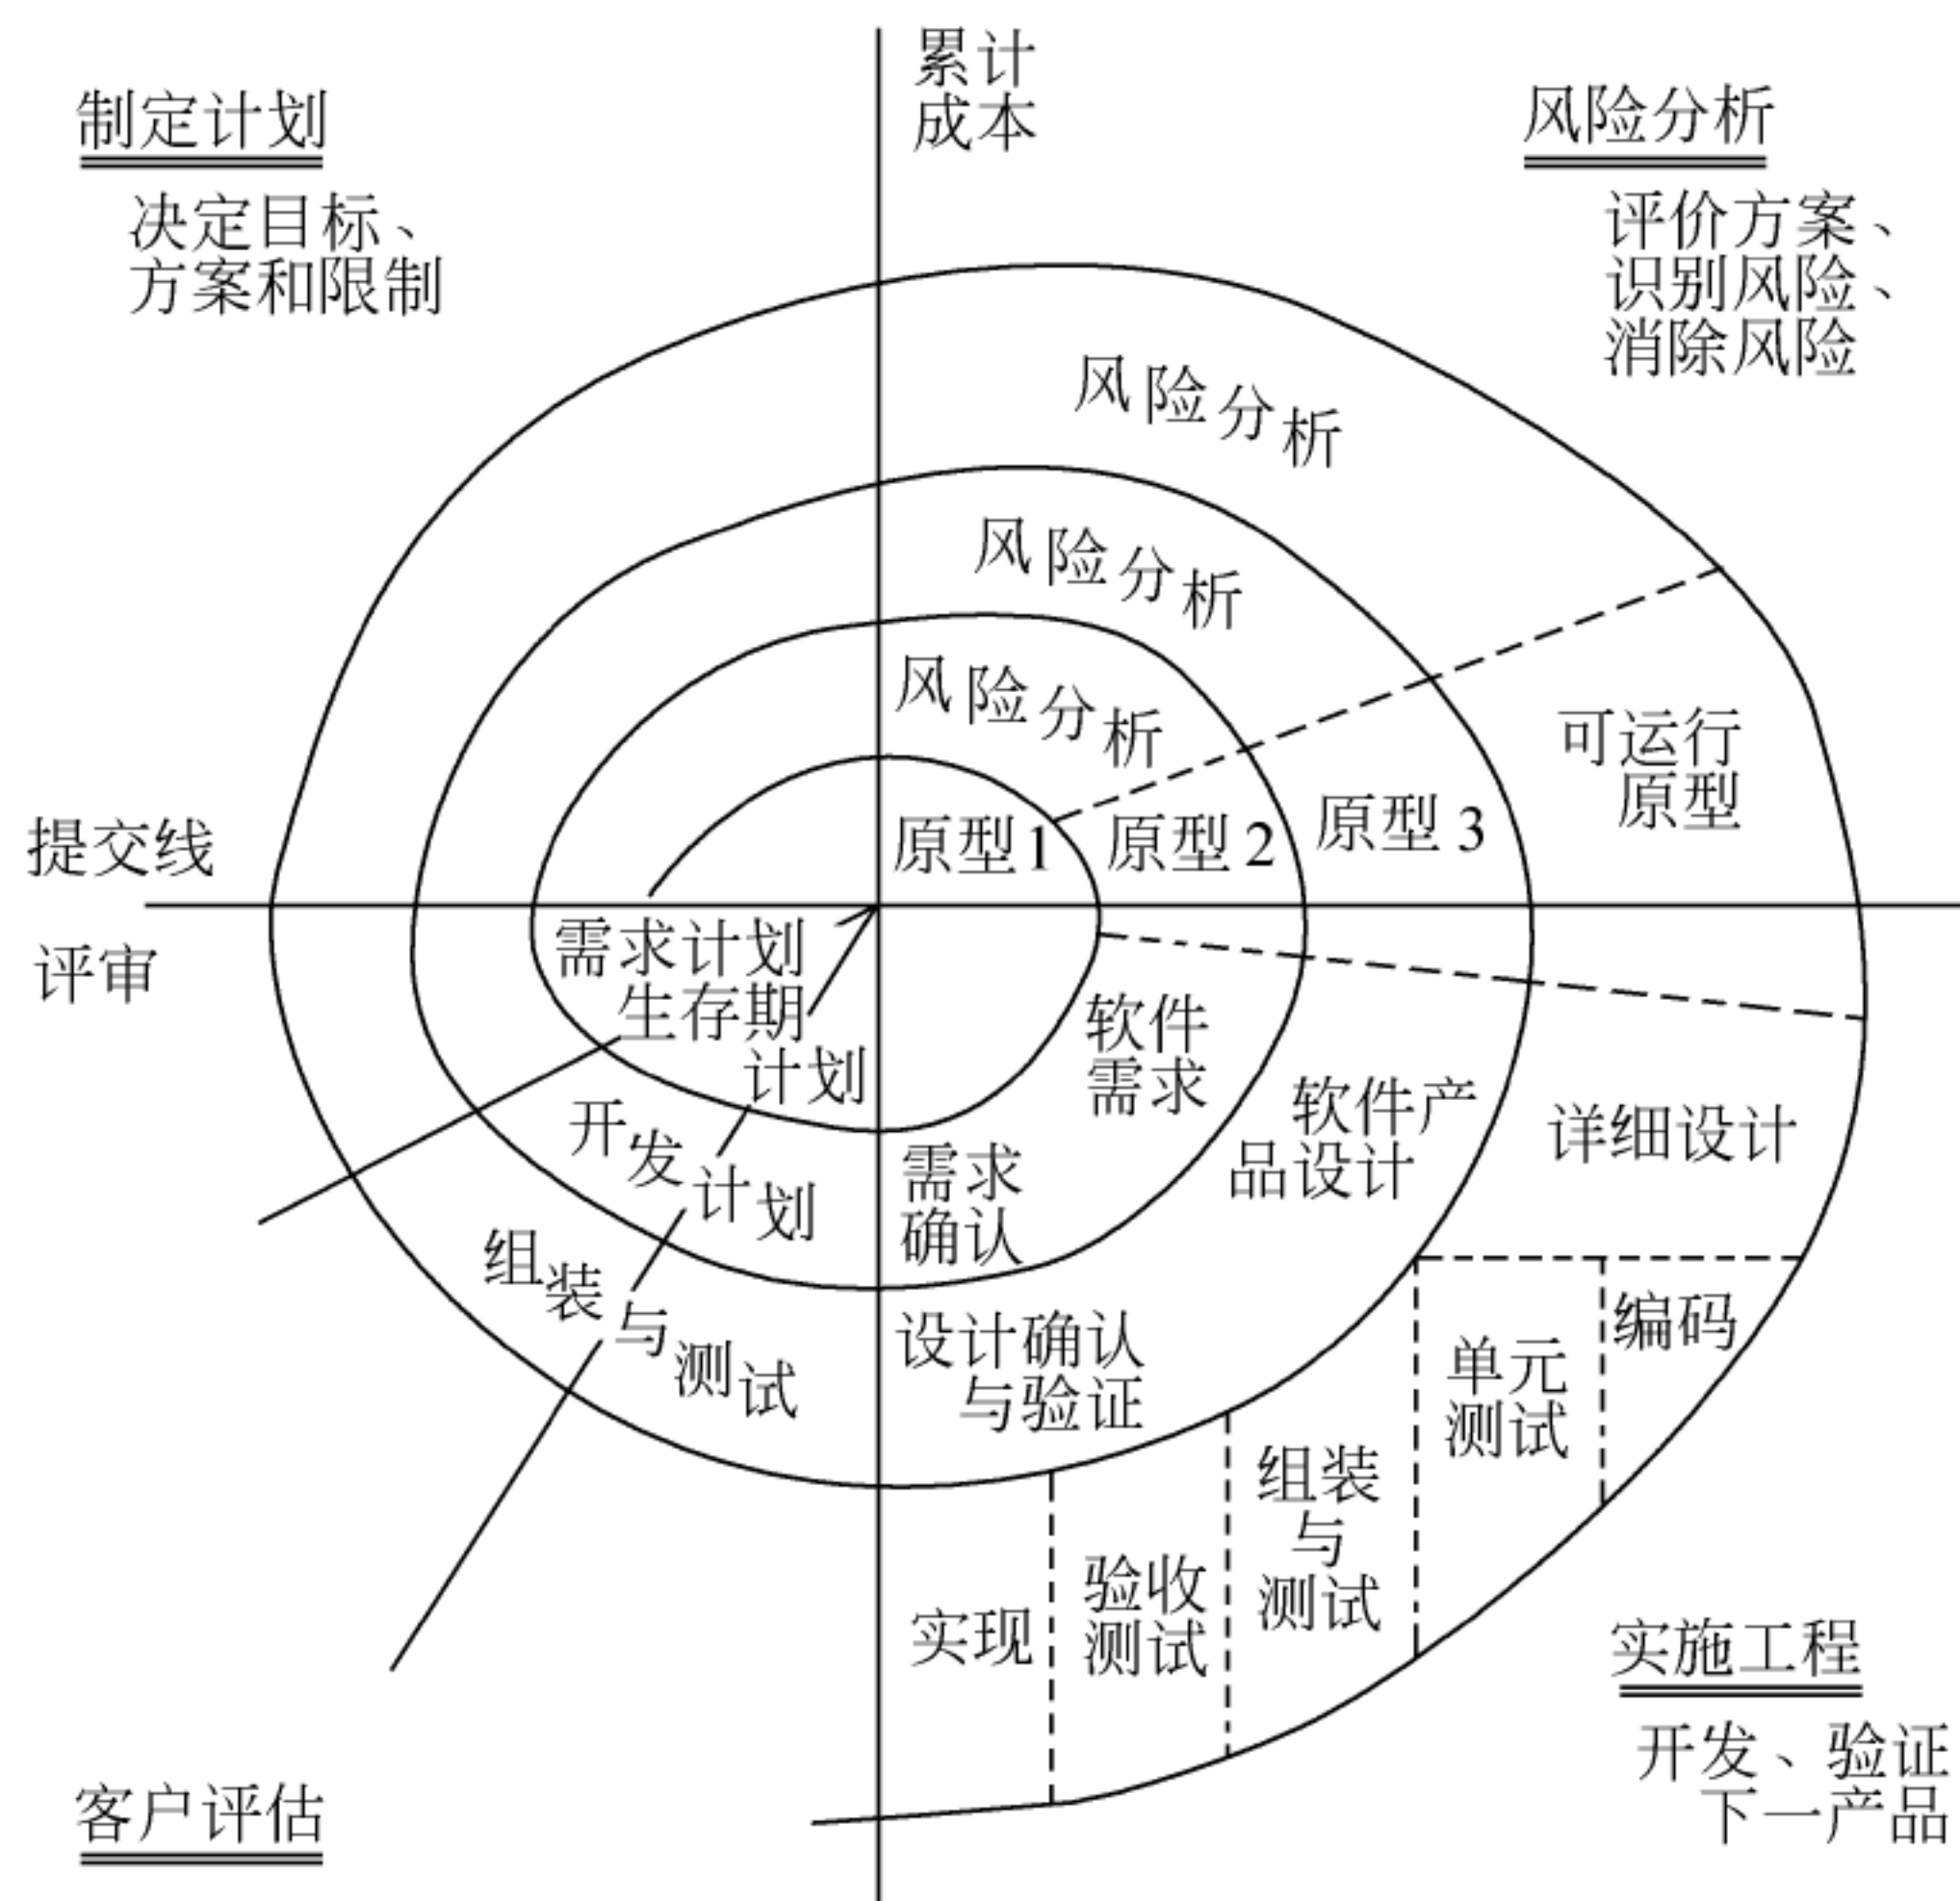 累计
成本
制定计划
决定目标、
方案和限制
风险分析
评价方案、
识别风险、
消除风险
风险分析
风险分析
风险分析
可运行
原型
原型1
原型2
原型3
提交线
评审
需求计划
生存期
计划
软件
需求
软件产
品设计
详细设计
开发计划
需求
确认
组装与测试
设计确认
与验证
编码
单元
测试
组装
与
测试
验收
测试
实现
实施工程
开发、验证
下一产品
客户评估